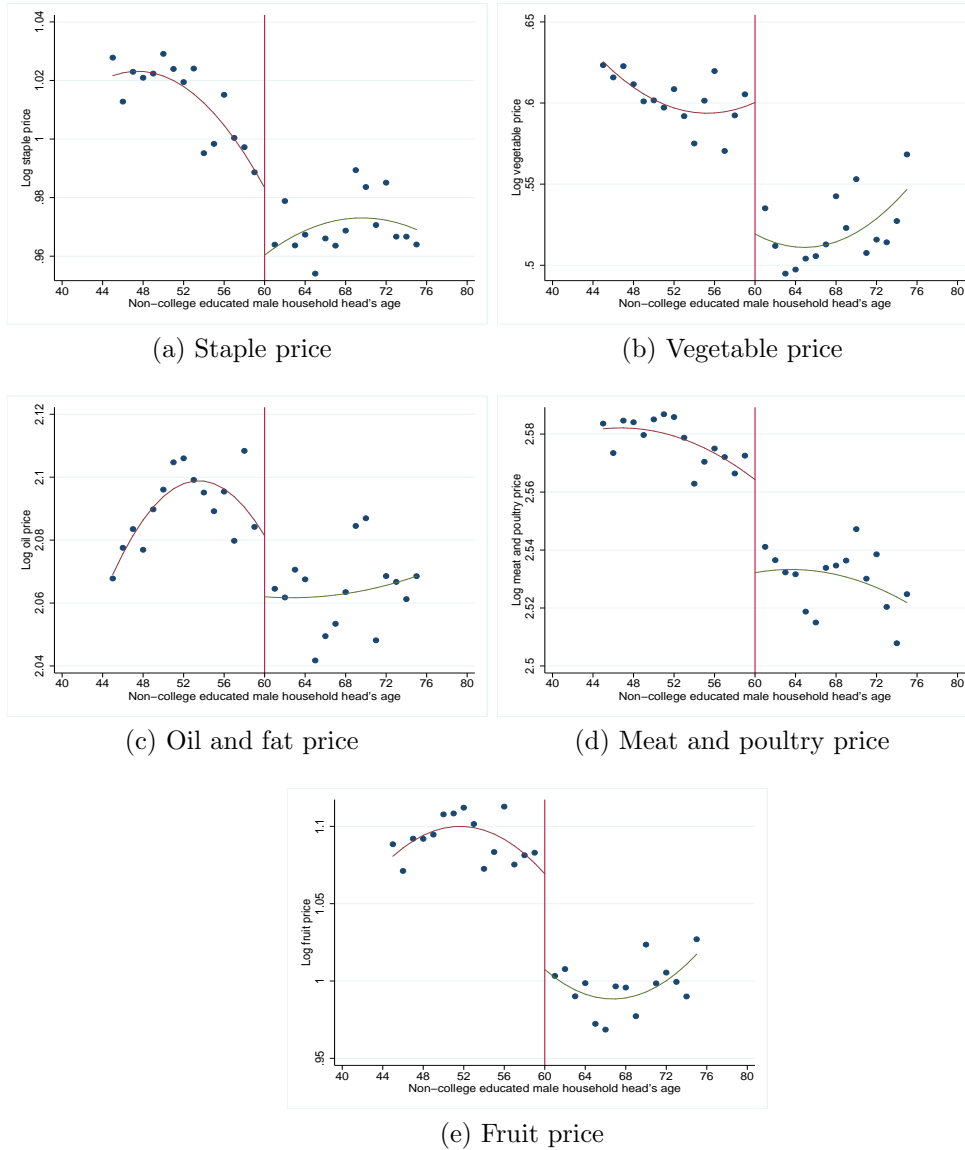 1.04
1.02
1
.98
.96
Log staple price
40 44 48 52 56 60 64 68 72 76 80
Non−college educated male household head's age
(a) Staple price
.65
.6
.55
.5
Log vegetable price
40 44 48 52 56 60 64 68 72 76 80
Non−college educated male household head's age
(b) Vegetable price
2.12
2.1
2.08
2.06
2.04
Log oil price
40 44 48 52 56 60 64 68 72 76 80
Non−college educated male household head's age
(c) Oil and fat price
2.58
2.56
2.54
2.52
2.5
Log meat and poultry price
40 44 48 52 56 60 64 68 72 76 80
Non−college educated male household head's age
(d) Meat and poultry price
1.1
1.05
1
.95
Log fruit price
40 44 48 52 56 60 64 68 72 76 80
Non−college educated male household head's age
(e) Fruit price